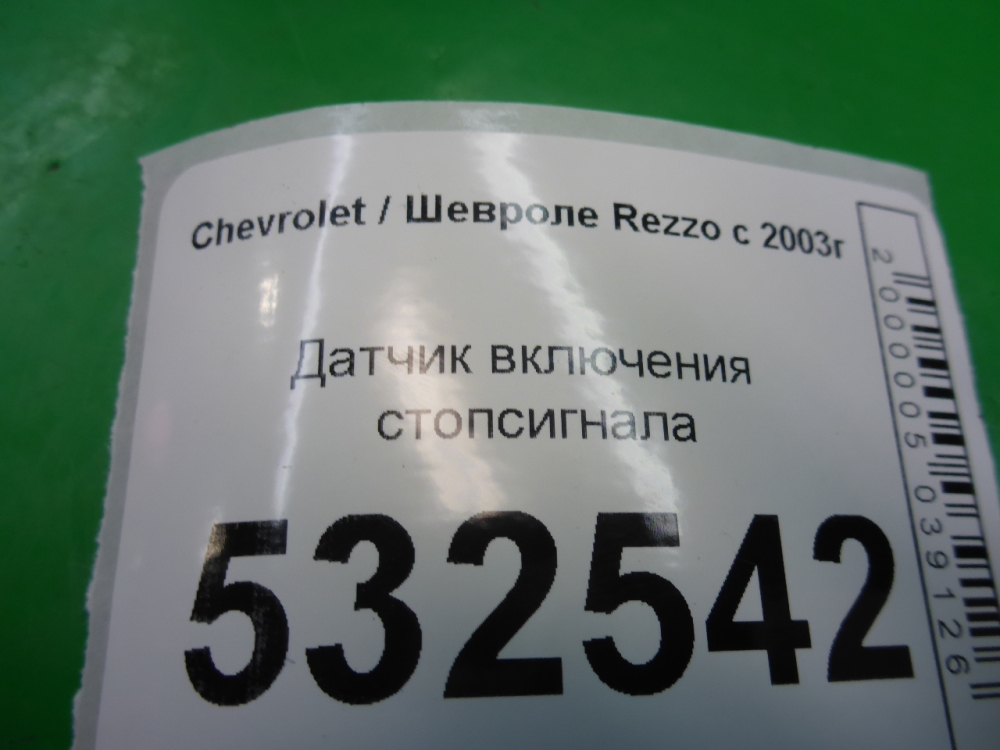 Chevrolet / Шевроле Rezzo с 2003г
Датчик включения
стопсигнала
532542
2000005039126